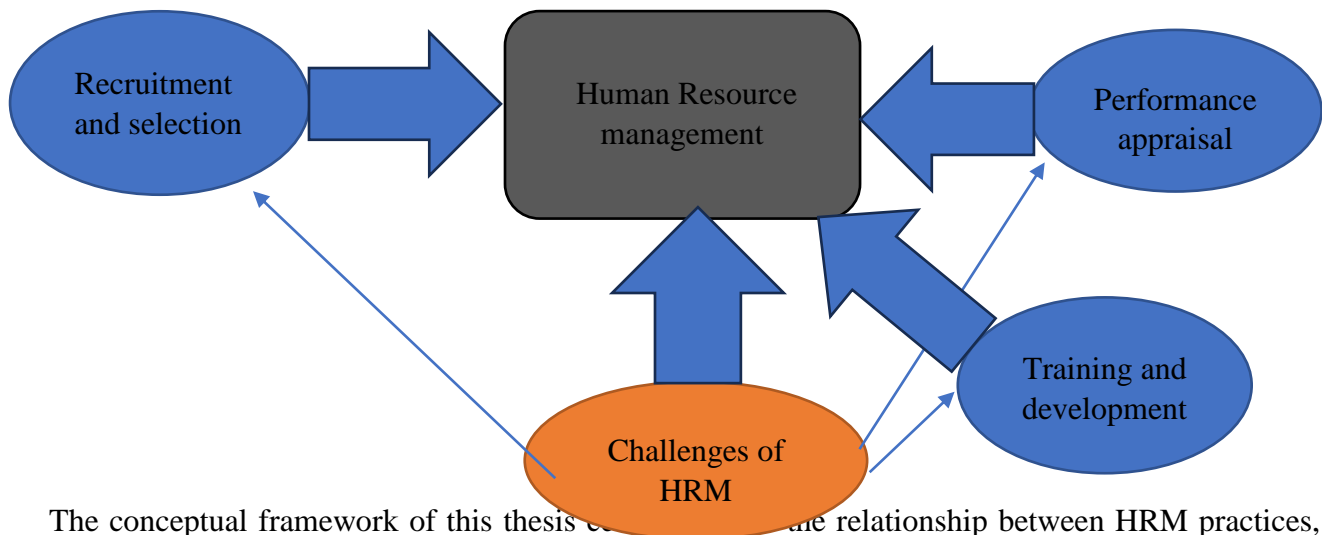 Recruitment
and selection
Human Resource
management
Performance
appraisal
Training and
development
Challenges of
HRM
The conceptual framework of this thesis the relationship between HRM practices,